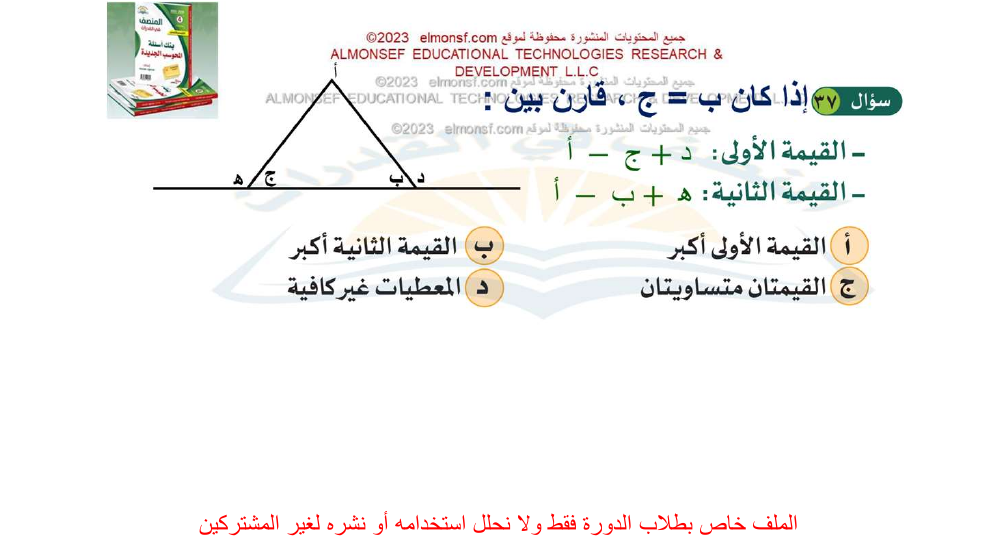 ©2023 elmonsf.com جميع المحتويات المنشورة محفوظة لموقع
ALMONSEF EDUCATIONAL TECHNOLOGIES RESEARCH &
DEVELOPMENT L.L.C
©2023 elmonsf.com جميع المحتويات المنشورة محفوظة لموقع
ALMONSEF EDUCATIONAL TECHNOLOGIES RESEARCH & DEVELOPMENT L.L.C
©2023 elmonsf.com جميع المحتويات المنشورة محفوظة لموقع
المنصف
بنك أسئلة
المحوسب الجديدة
سؤال ٣٧ إذا كان ب = ج ، قارن بين :
– القيمة الأولى: د + ج – أ
– القيمة الثانية: ه + ب – أ
أ
ه ج ب د
أ القيمة الأولى أكبر
ب القيمة الثانية أكبر
ج القيمتان متساويتان
د المعطيات غير كافية
الملف خاص بطلاب الدورة فقط ولا نحلل استخدامه أو نشره لغير المشتركين